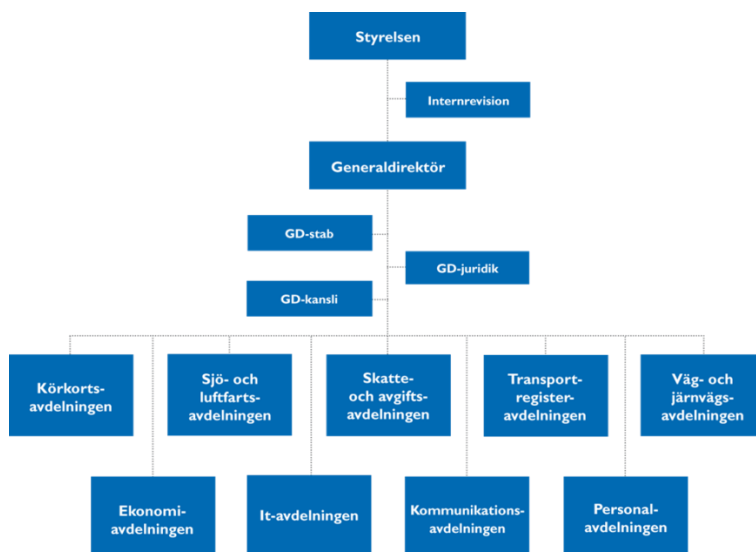 Styrelsen
Internrevision
Generaldirektör
GD-stab
GD-juridik
GD-kansli
Körkorts-
avdelningen
Sjö- och
luftfarts-
avdelningen
Skatte-
och avgifts-
avdelningen
Transport-
register-
avdelningen
Väg- och
järnvägs-
avdelningen
Ekonomi-
avdelningen
It-avdelningen
Kommunikations-
avdelningen
Personal-
avdelningen